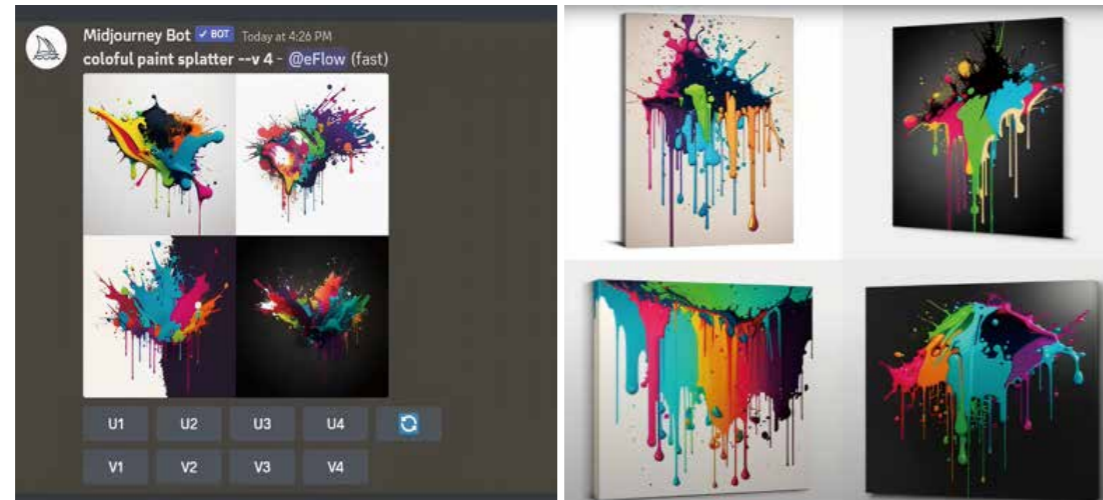 Midjourney Bot ✓ BOT Today at 4:26 PM
coloful paint splatter --v 4 - @eFlow (fast)
U1 U2 U3 U4
V1 V2 V3 V4